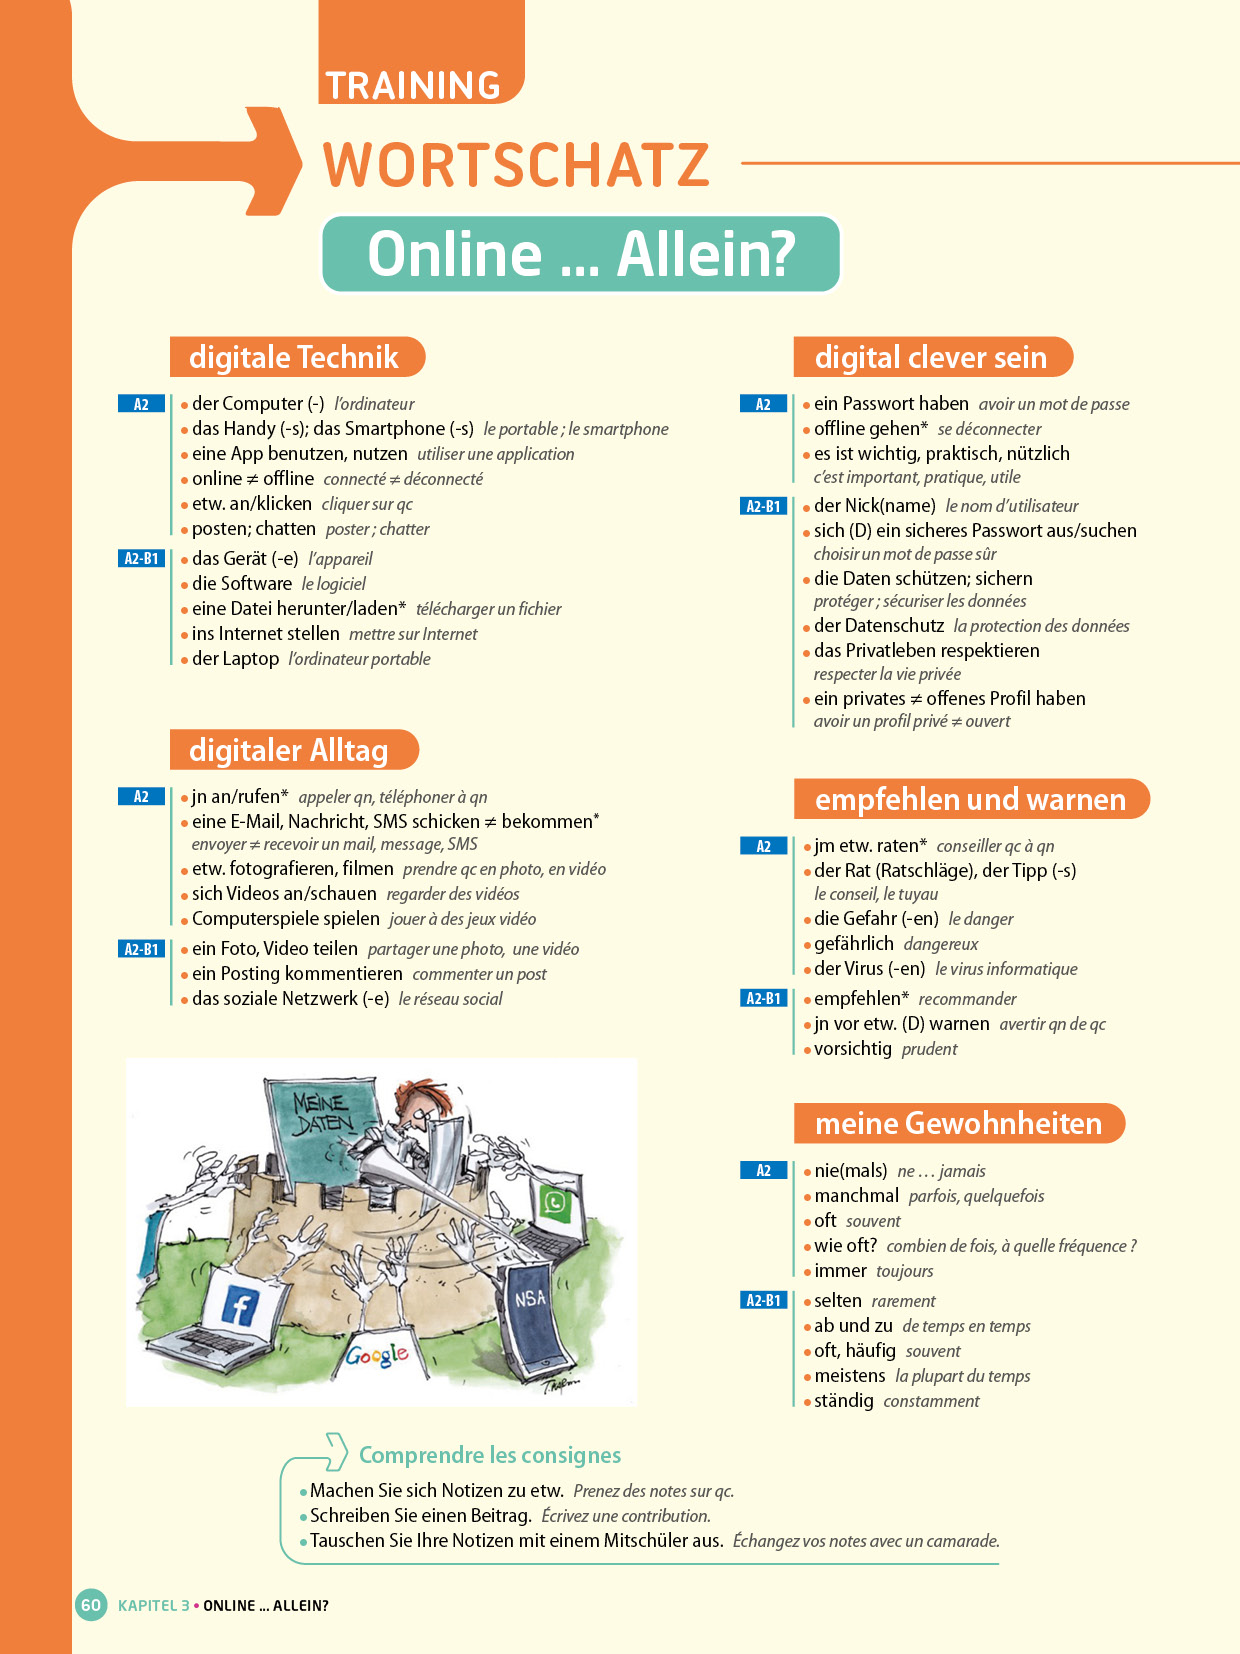 TRAINING
WORTSCHATZ
Online ... Allein?
digitale Technik
A2
• der Computer (-) l'ordinateur
• das Handy (-s); das Smartphone (-s) le portable ; le smartphone
• eine App benutzen, nutzen utiliser une application
• online ≠ offline connecté ≠ déconnecté
• etw. an/klicken cliquer sur qc
• posten; chatten poster ; chatter
A2-B1
• das Gerät (-e) l'appareil
• die Software le logiciel
• eine Datei herunter/laden* télécharger un fichier
• ins Internet stellen mettre sur Internet
• der Laptop l'ordinateur portable
digitaler Alltag
A2
• jn an/rufen* appeler qn, téléphoner à qn
• eine E-Mail, Nachricht, SMS schicken ≠ bekommen*
envoyer ≠ recevoir un mail, message, SMS
• etw. fotografieren, filmen prendre qc en photo, en vidéo
• sich Videos an/schauen regarder des vidéos
• Computerspiele spielen jouer à des jeux vidéo
A2-B1
• ein Foto, Video teilen partager une photo, une vidéo
• ein Posting kommentieren commenter un post
• das soziale Netzwerk (-e) le réseau social
MEINE
DATEN
f
NSA
Google
digital clever sein
A2
• ein Passwort haben avoir un mot de passe
• offline gehen* se déconnecter
• es ist wichtig, praktisch, nützlich
c'est important, pratique, utile
A2-B1
• der Nick(name) le nom d'utilisateur
• sich (D) ein sicheres Passwort aus/suchen
choisir un mot de passe sûr
• die Daten schützen; sichern
protéger ; sécuriser les données
• der Datenschutz la protection des données
• das Privatleben respektieren
respecter la vie privée
• ein privates ≠ offenes Profil haben
avoir un profil privé ≠ ouvert
empfehlen und warnen
A2
• jm etw. raten* conseiller qc à qn
• der Rat (Ratschläge), der Tipp (-s)
le conseil, le tuyau
• die Gefahr (-en) le danger
• gefährlich dangereux
• der Virus (-en) le virus informatique
A2-B1
• empfehlen* recommander
• jn vor etw. (D) warnen avertir qn de qc
• vorsichtig prudent
meine Gewohnheiten
A2
• nie(mals) ne ... jamais
• manchmal parfois, quelquefois
• oft souvent
• wie oft? combien de fois, à quelle fréquence ?
• immer toujours
A2-B1
• selten rarement
• ab und zu de temps en temps
• oft, häufig souvent
• meistens la plupart du temps
• ständig constamment
Comprendre les consignes
• Machen Sie sich Notizen zu etw. Prenez des notes sur qc.
• Schreiben Sie einen Beitrag. Écrivez une contribution.
• Tauschen Sie Ihre Notizen mit einem Mitschüler aus. Échangez vos notes avec un camarade.
60 KAPITEL 3 • ONLINE ... ALLEIN?